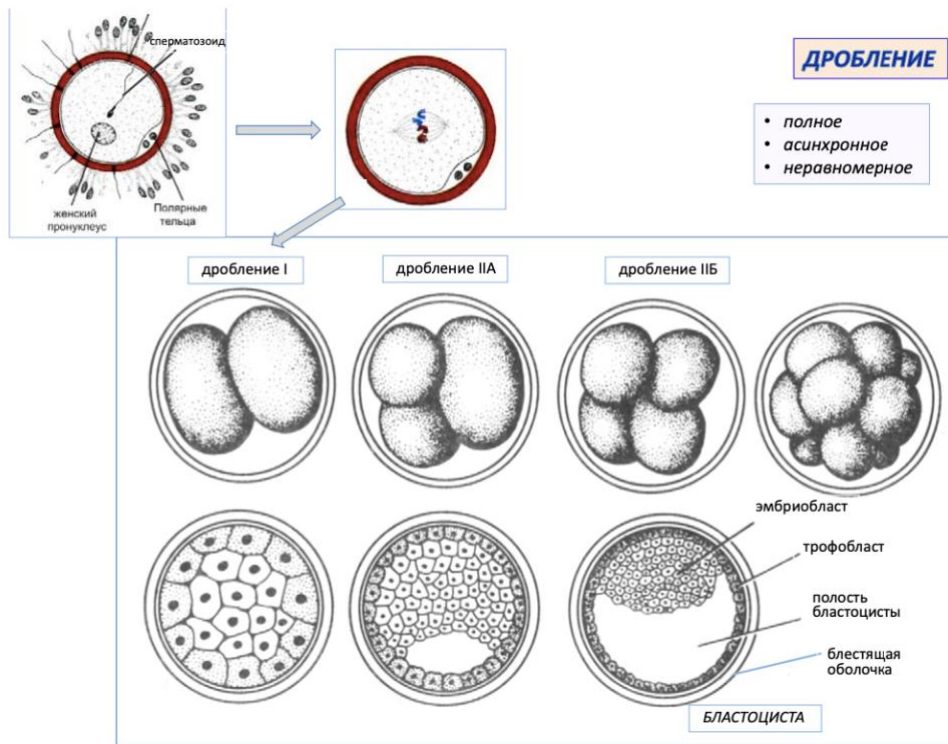 сперматозоид
женский
пронуклеус
Полярные
тельца
ДРОБЛЕНИЕ
• полное
• асинхронное
• неравномерное
дробление I
дробление IIА
дробление IIБ
эмбриобласт
трофобласт
полость
бластоцисты
блестящая
оболочка
БЛАСТОЦИСТА